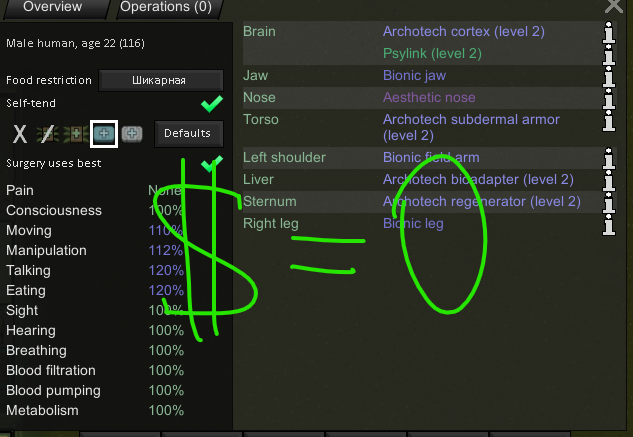 Overview Operations (0)
Male human, age 22 (116)
Food restriction Шикарная
Self-tend
Defaults
Surgery uses best
Pain None
Consciousness 100%
Moving 110%
Manipulation 112%
Talking 120%
Eating 120%
Sight 100%
Hearing 100%
Breathing 100%
Blood filtration 100%
Blood pumping 100%
Metabolism 100%
Brain Archotech cortex (level 2)
Psylink (level 2)
Jaw Bionic jaw
Nose Aesthetic nose
Torso Archotech subdermal armor
(level 2)
Left shoulder Bionic field arm
Liver Archotech bioadapter (level 2)
Sternum Archotech regenerator (level 2)
Right leg Bionic leg
$ = 0